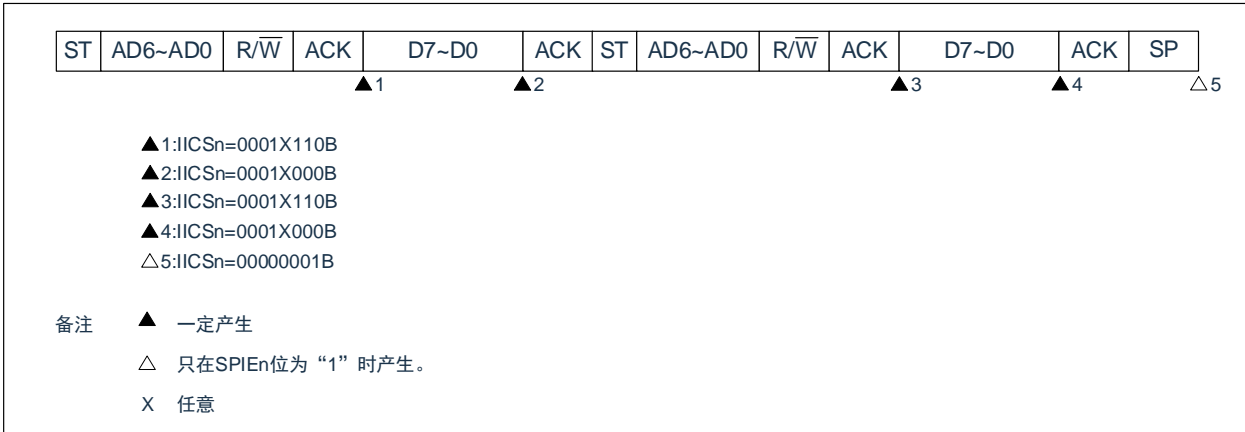 ST AD6~AD0 R/W̅ ACK D7~D0 ACK ST AD6~AD0 R/W̅ ACK D7~D0 ACK SP
▲1 ▲2 ▲3 ▲4 △5
▲1:IICSn=0001X110B
▲2:IICSn=0001X000B
▲3:IICSn=0001X110B
▲4:IICSn=0001X000B
△5:IICSn=00000001B
备注 ▲ 一定产生
△ 只在SPIEn位为“1”时产生。
X 任意